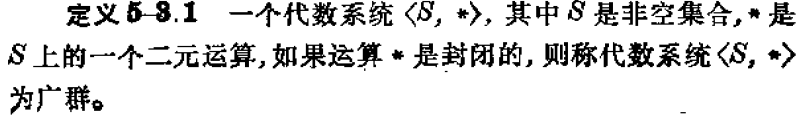 定义5-3.1 一个代数系统〈S, *〉, 其中S是非空集合, *是
S上的一个二元运算, 如果运算*是封闭的, 则称代数系统〈S, *〉
为广群。